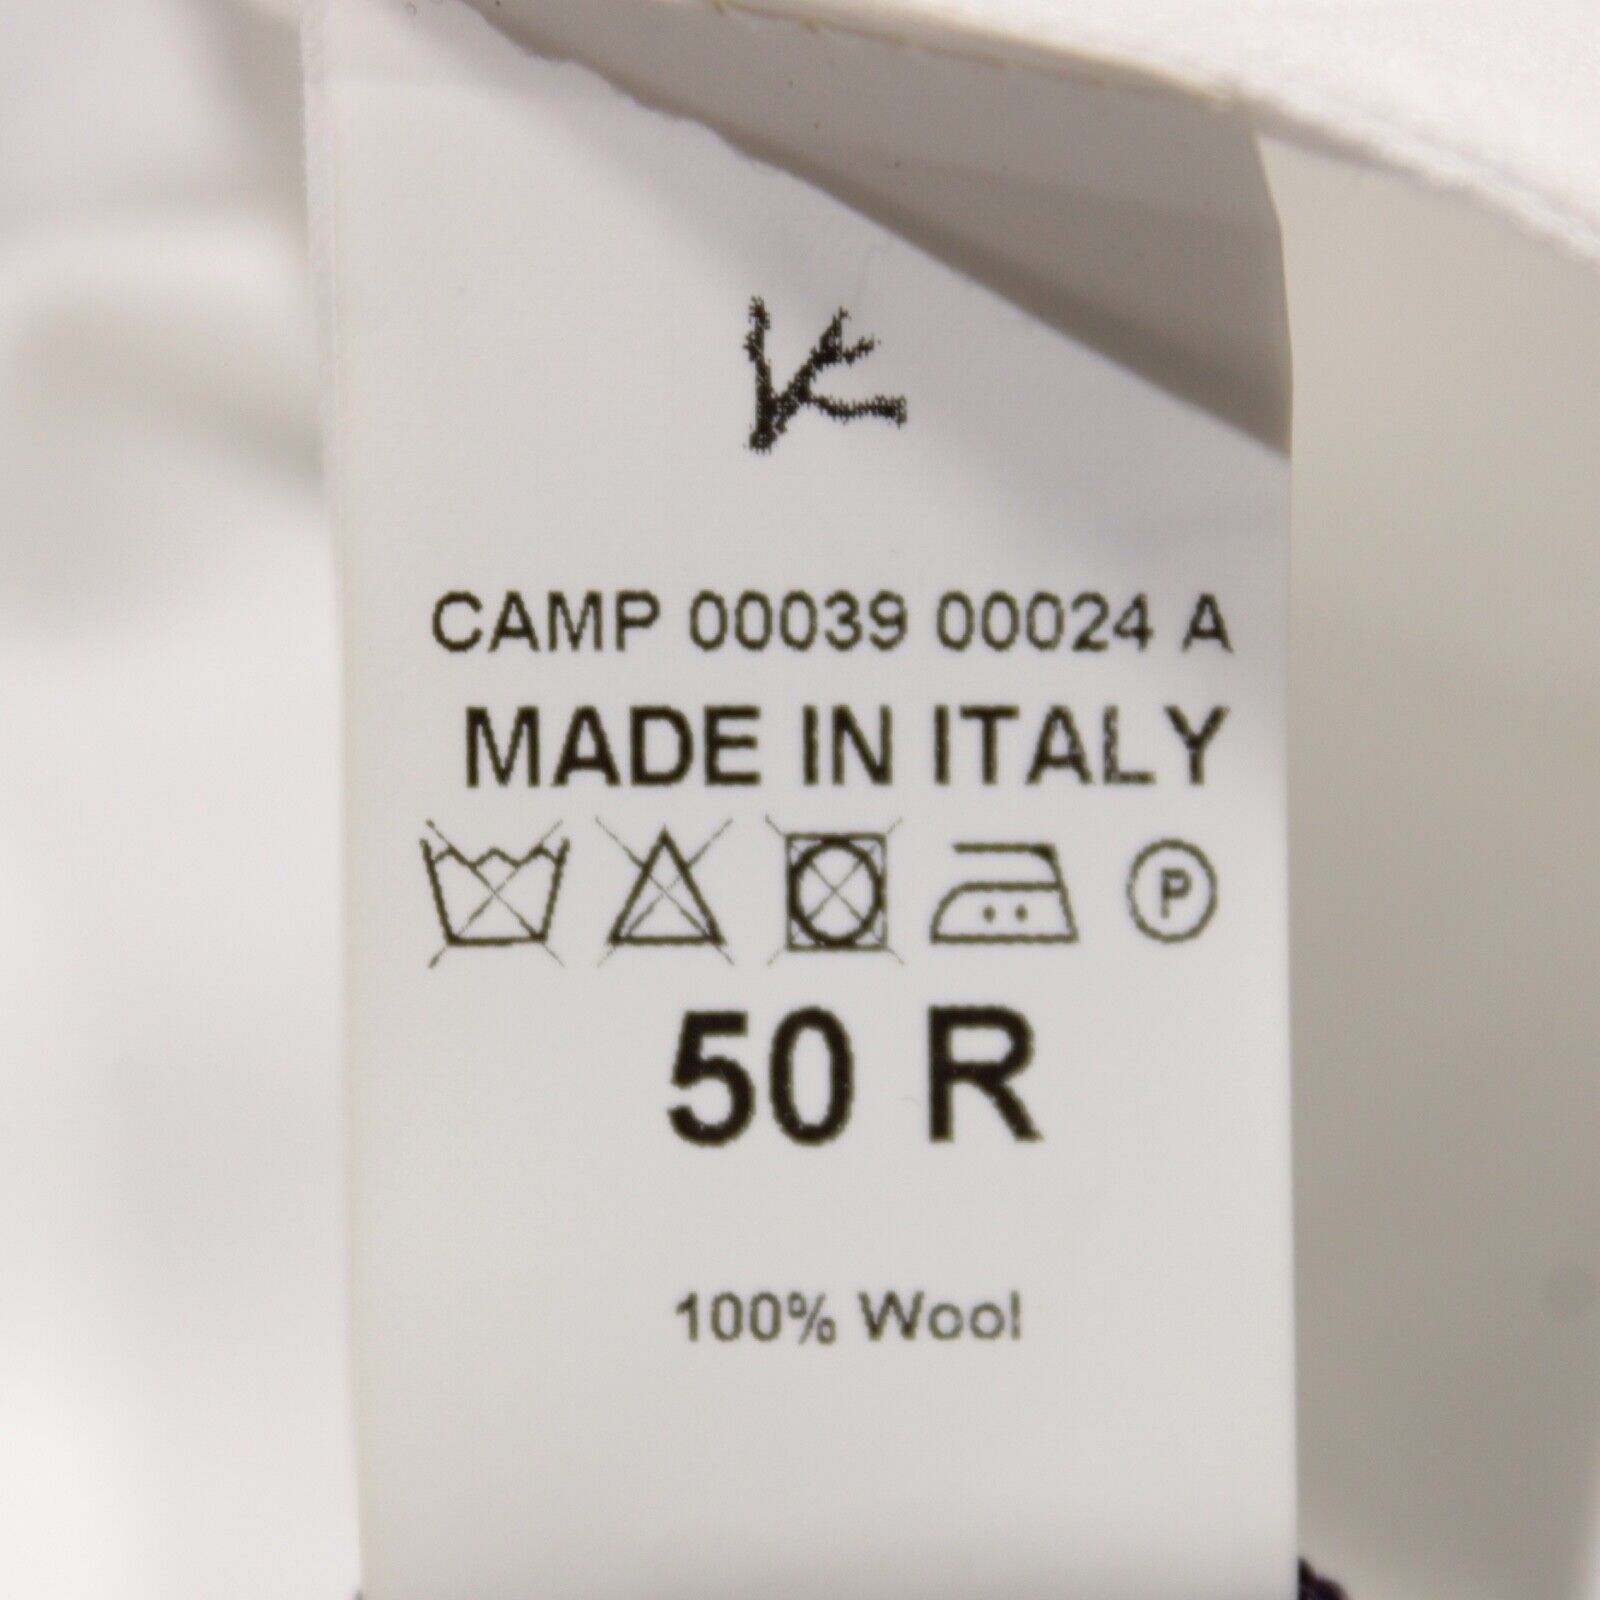 CAMP 00039 00024 A
MADE IN ITALY
P
50 R
100% Wool